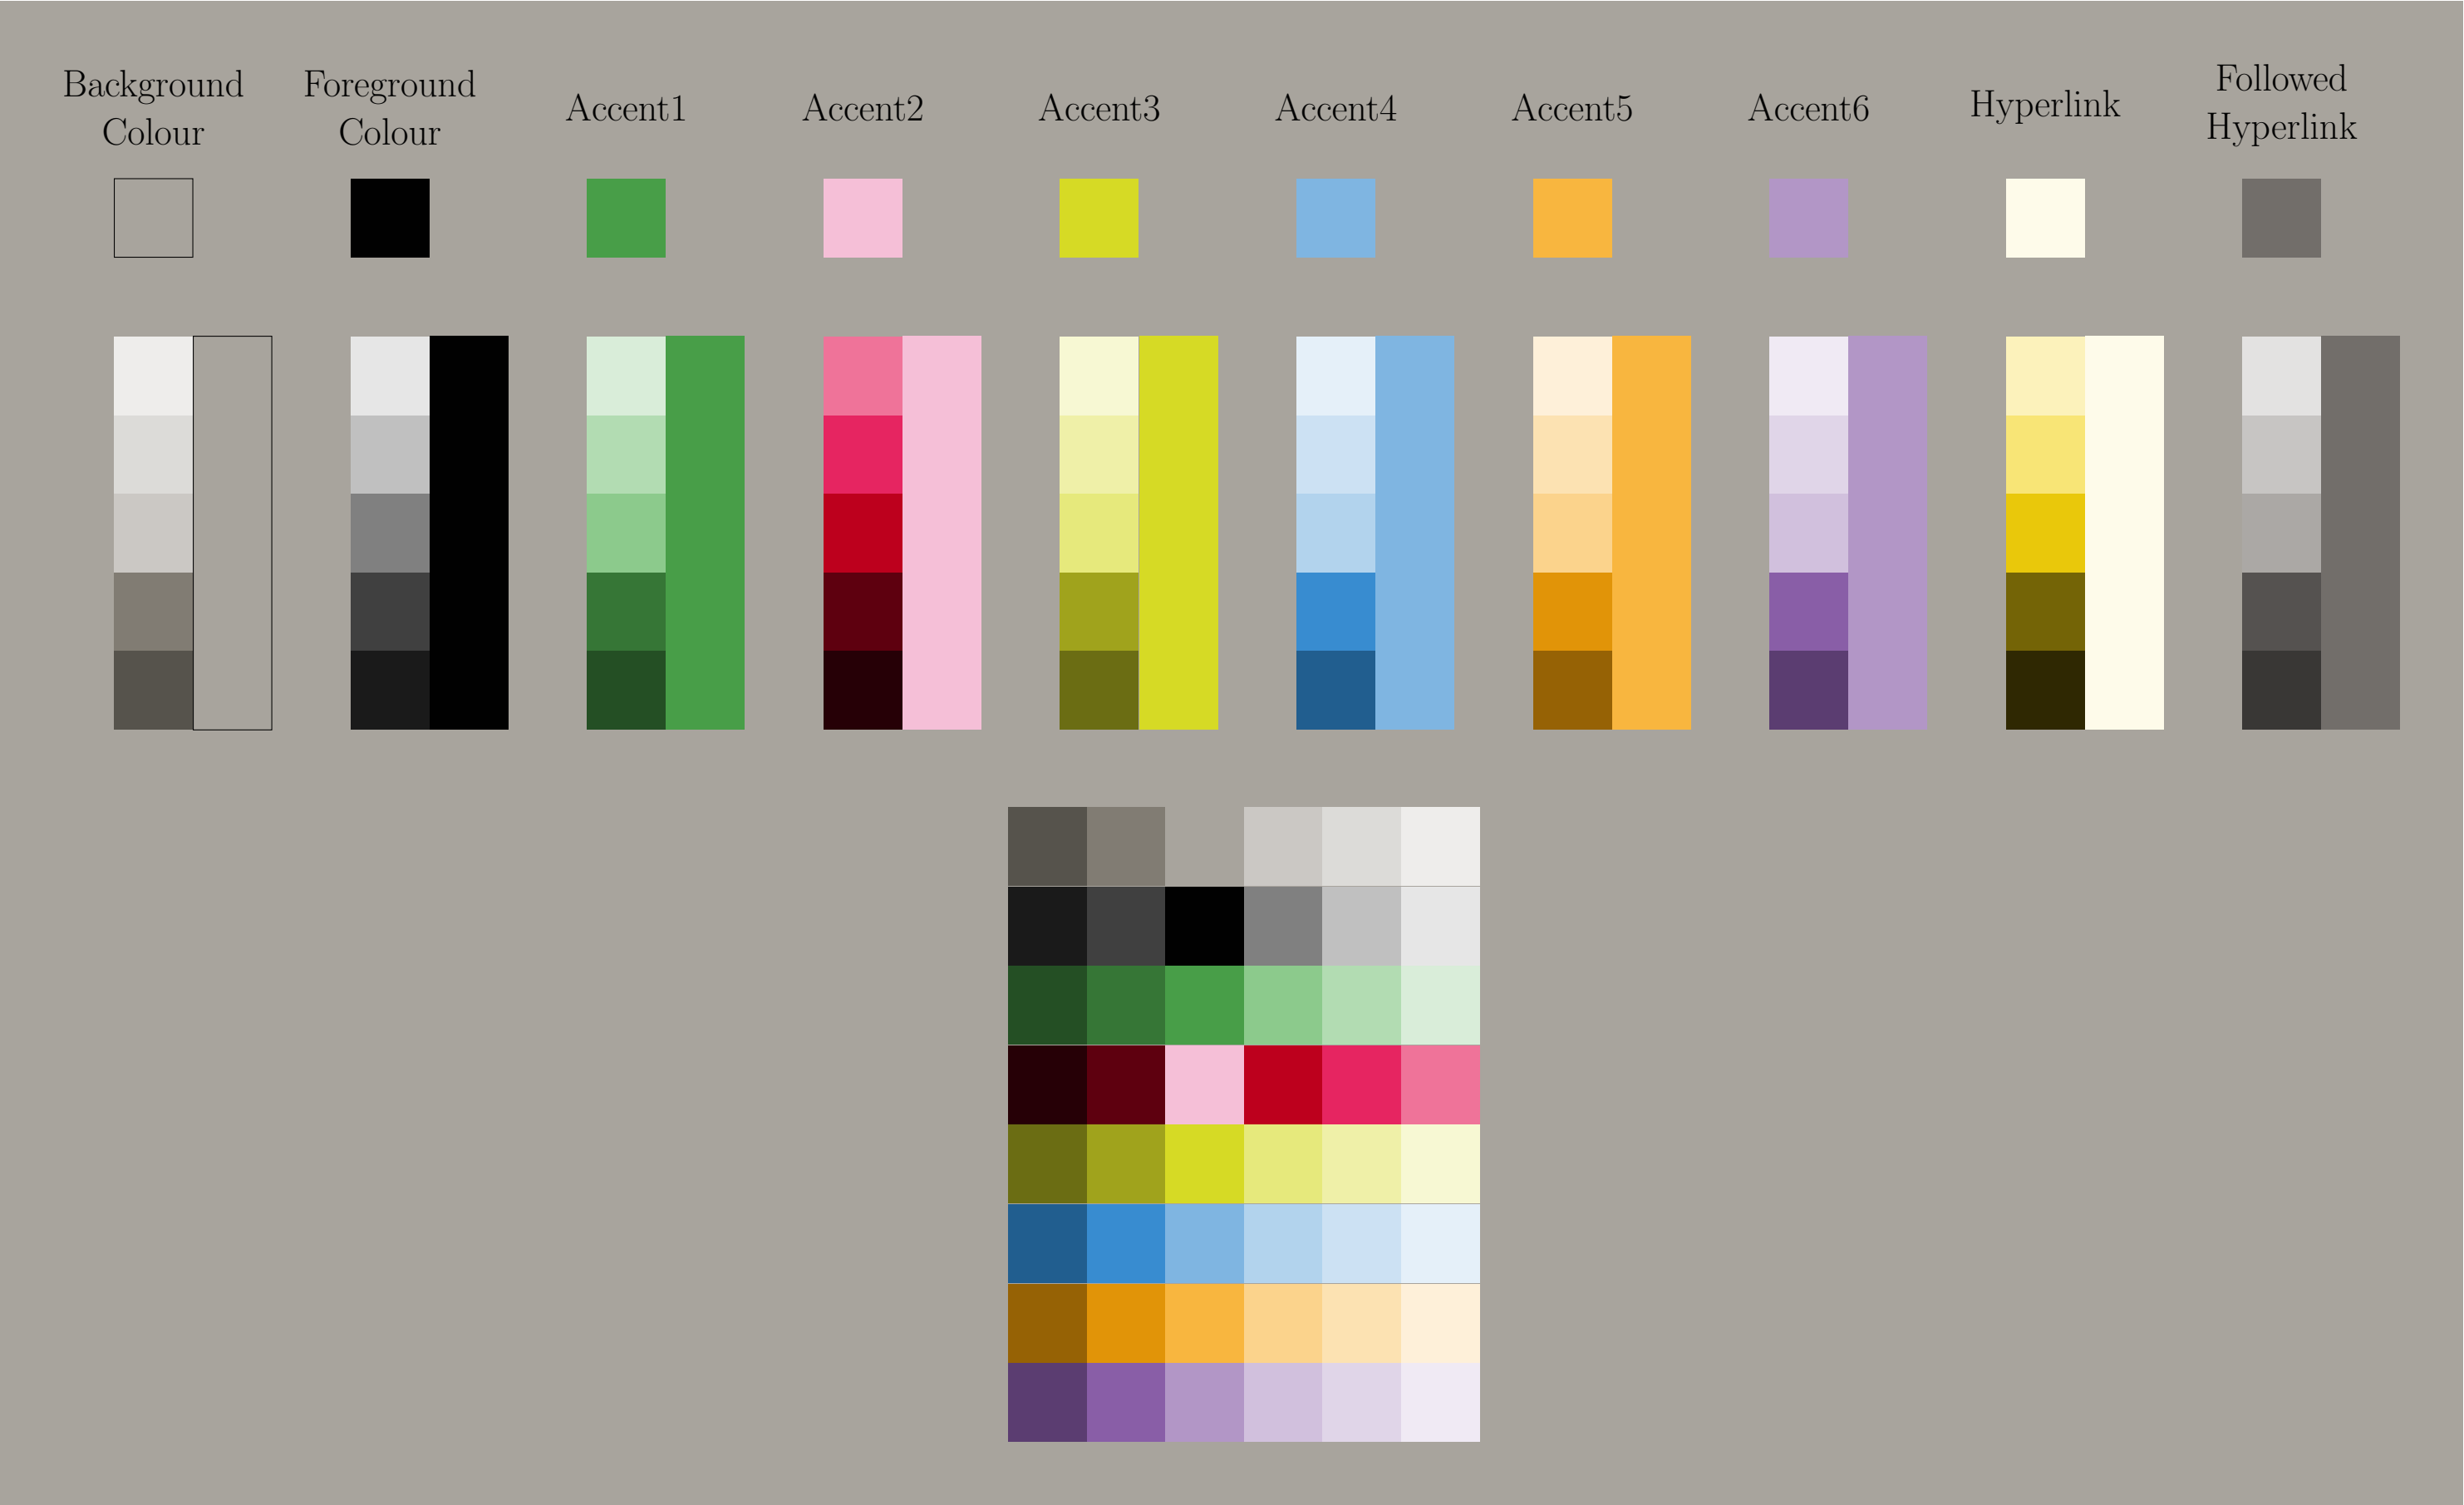 Background
Colour
Foreground
Colour
Accent1
Accent2
Accent3
Accent4
Accent5
Accent6
Hyperlink
Followed
Hyperlink